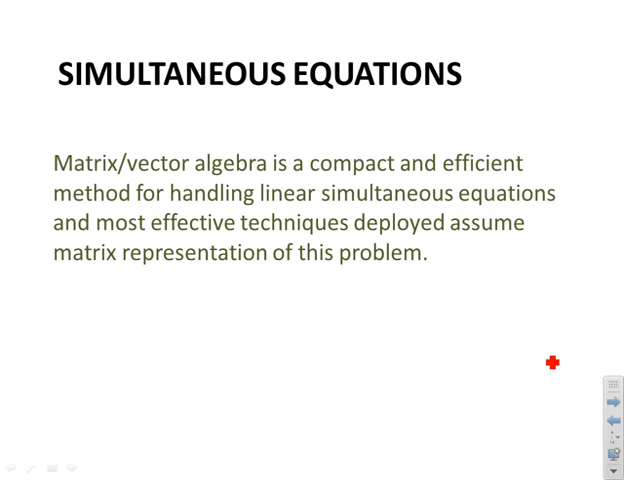 SIMULTANEOUS EQUATIONS
Matrix/vector algebra is a compact and efficient
method for handling linear simultaneous equations
and most effective techniques deployed assume
matrix representation of this problem.